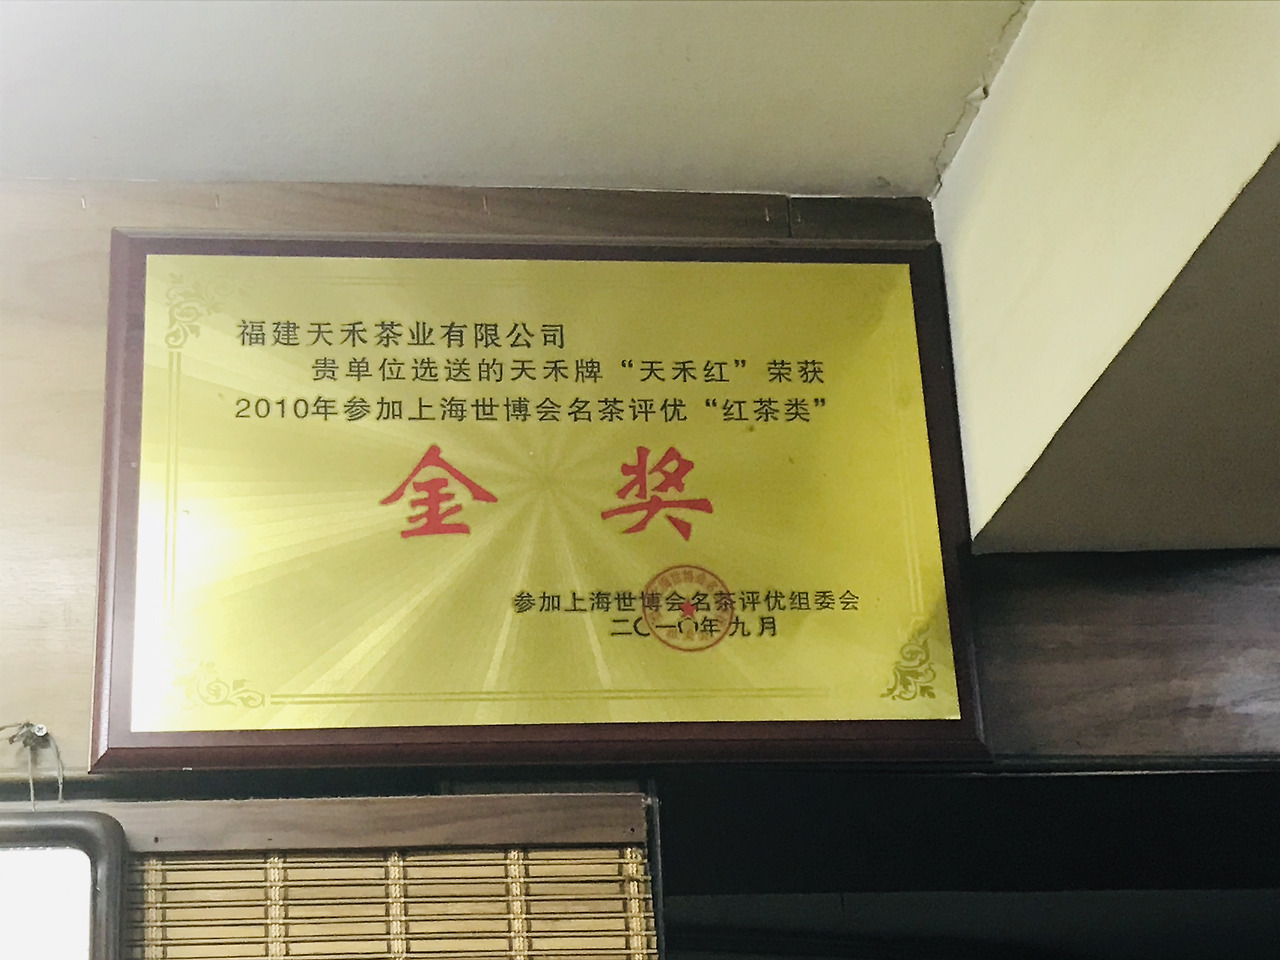 福建天禾茶业有限公司
贵单位选送的天禾牌“天禾红”荣获
2010年参加上海世博会名茶评优“红茶类”
金 奖
参加上海世博会名茶评优组委会
二〇一〇年九月